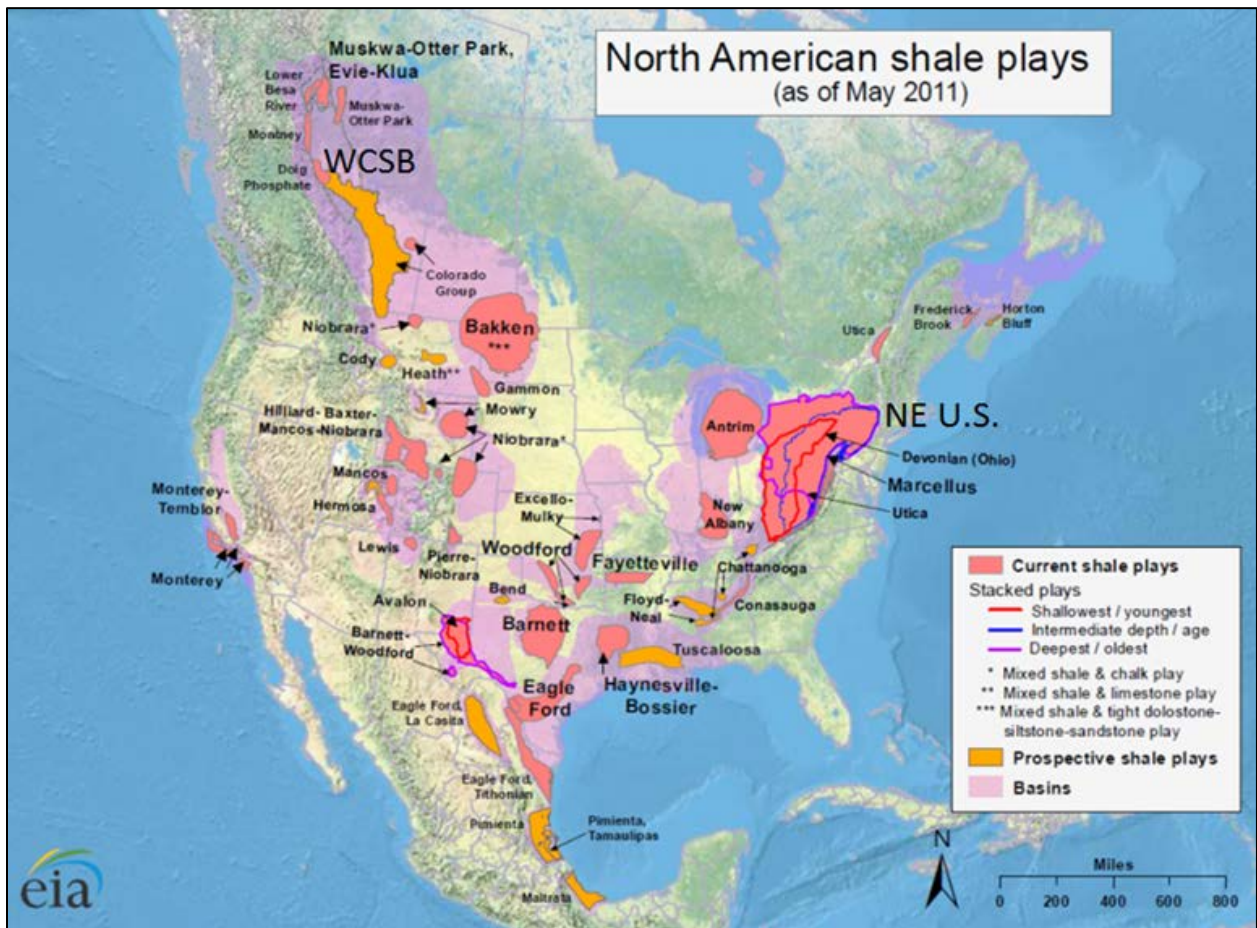 North American shale plays
(as of May 2011)
Muskwa-Otter Park,
Evie-Klua
Lower
Besa
River
Muskwa-
Otter Park
Montney
WCSB
Doig
Phosphate
Colorado
Group
Niobrara*
Bakken
***
Cody
Heath**
Gammon
Mowry
Hilliard-Baxter-
Mancos-Niobrara
Niobrara*
Mancos
Hermosa
Monterey-
Temblor
Monterey
Lewis
Pierre-
Niobrara
Excello-
Mulky
Woodford
Fayetteville
Bend
Avalon
Barnett-
Woodford
Barnett
Eagle
Ford
Haynesville-
Bossier
Tuscaloosa
Floyd-
Neal
Chattanooga
Conasauga
New
Albany
Antrim
NE U.S.
Devonian (Ohio)
Marcellus
Utica
Utica
Frederick
Brook
Horton
Bluff
Eagle Ford,
La Casita
Eagle Ford,
Tithonian
Pimienta
Pimienta,
Tamaulipas
Maltrata
Current shale plays
Stacked plays
Shallowest / youngest
Intermediate depth / age
Deepest / oldest
* Mixed shale & chalk play
** Mixed shale & limestone play
*** Mixed shale & tight dolostone-
siltstone-sandstone play
Prospective shale plays
Basins
N
Miles
0 200 400 600 800
eia